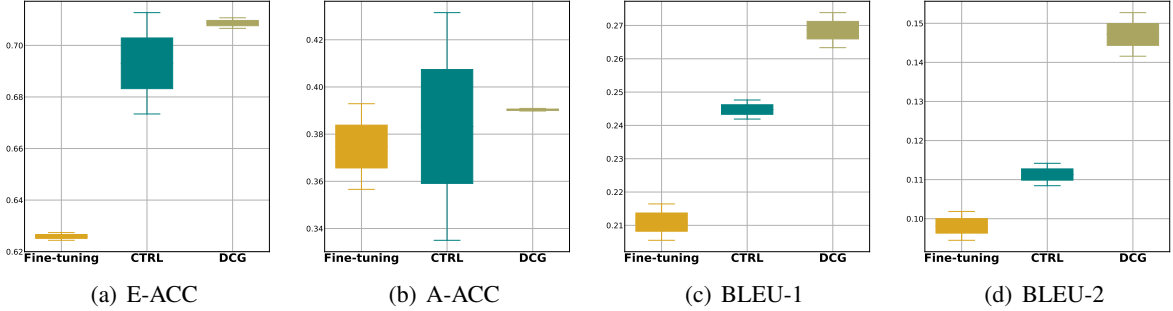 0.70
0.68
0.66
0.64
0.62
Fine-tuning CTRL DCG
(a) E-ACC
0.42
0.40
0.38
0.36
0.34
Fine-tuning CTRL DCG
(b) A-ACC
0.27
0.26
0.25
0.24
0.23
0.22
0.21
Fine-tuning CTRL DCG
(c) BLEU-1
0.15
0.14
0.13
0.12
0.11
0.10
Fine-tuning CTRL DCG
(d) BLEU-2